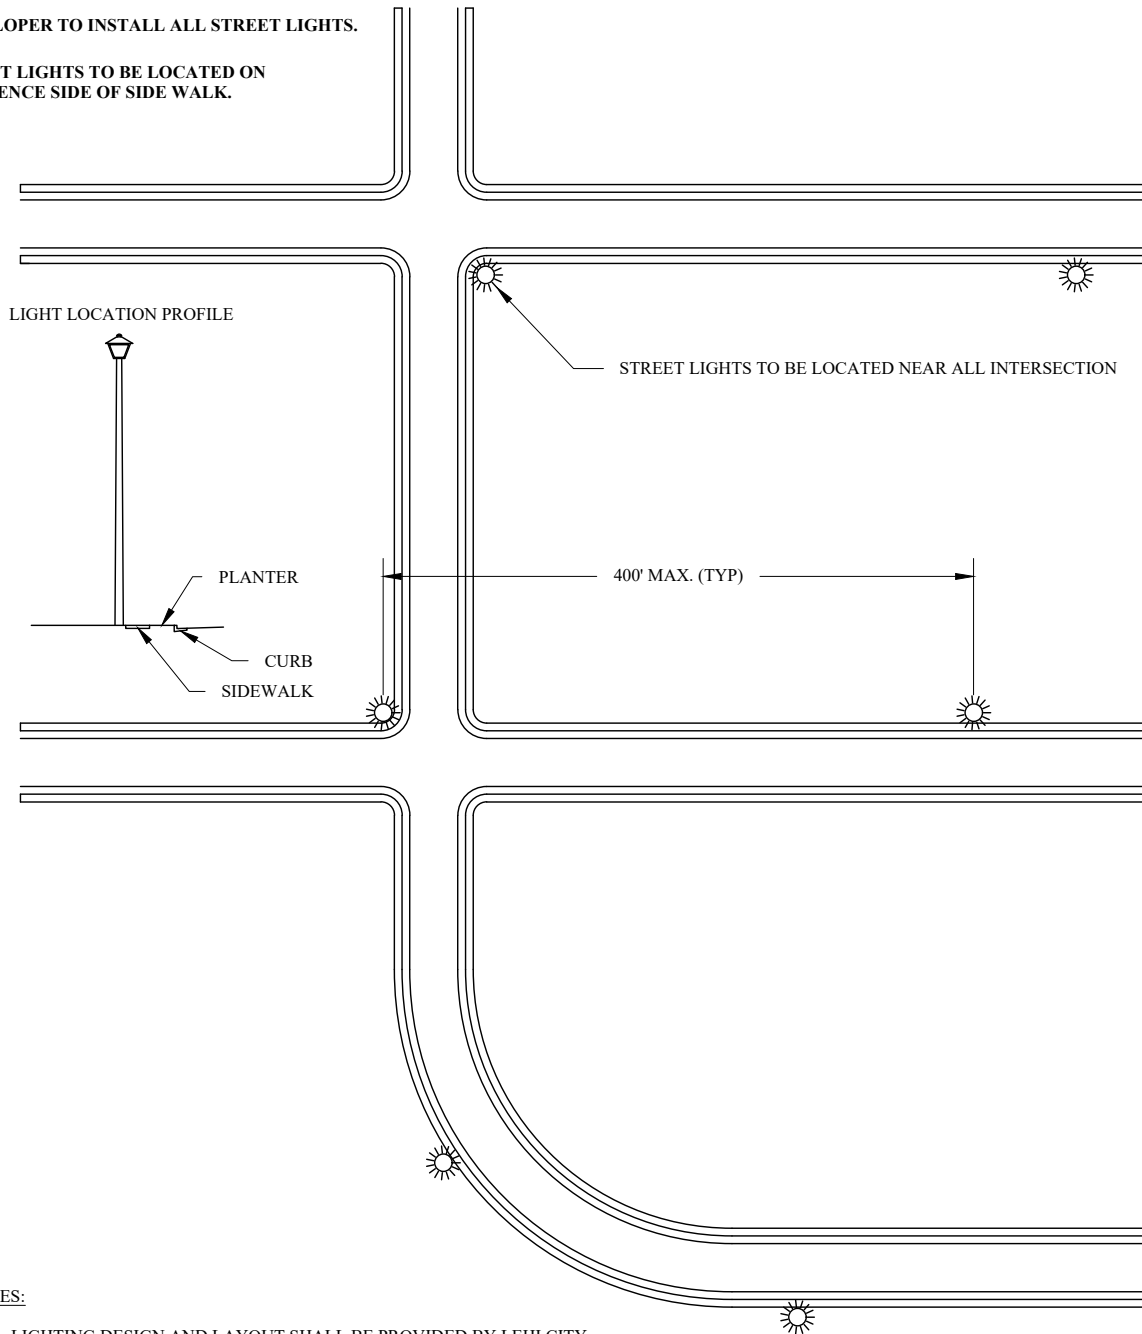 LOPER TO INSTALL ALL STREET LIGHTS.
T LIGHTS TO BE LOCATED ON
ENCE SIDE OF SIDE WALK.
LIGHT LOCATION PROFILE
STREET LIGHTS TO BE LOCATED NEAR ALL INTERSECTION
400' MAX. (TYP)
PLANTER
CURB
SIDEWALK
ES:
LIGHTING DESIGN AND LAYOUT SHALL BE PROVIDED BY LEHI CITY